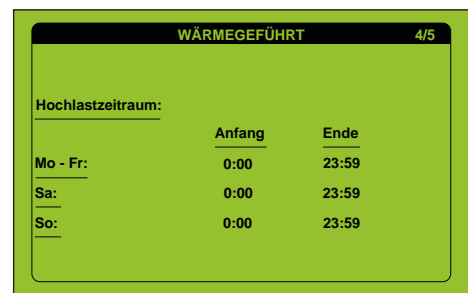 WÄRMEGEFÜHRT 4/5
Hochlastzeitraum:
Anfang Ende
Mo - Fr: 0:00 23:59
Sa: 0:00 23:59
So: 0:00 23:59